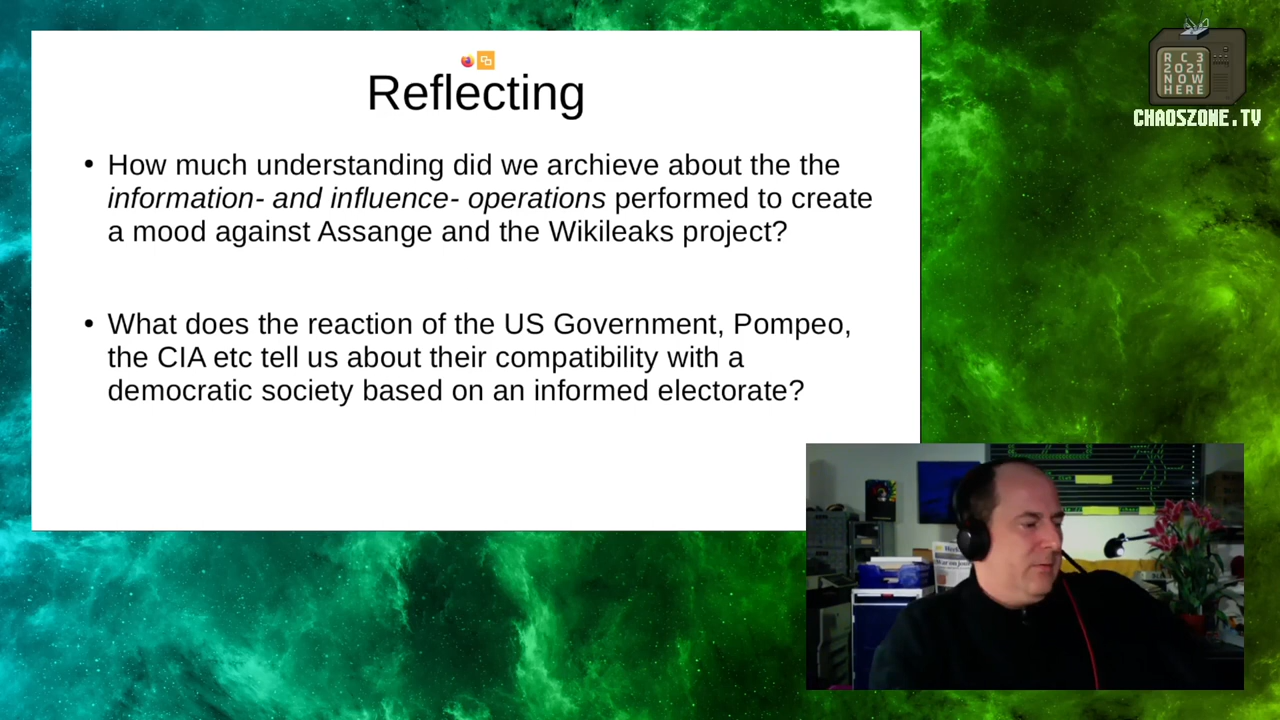 Reflecting
• How much understanding did we archieve about the the
information- and influence- operations performed to create
a mood against Assange and the Wikileaks project?
• What does the reaction of the US Government, Pompeo,
the CIA etc tell us about their compatibility with a
democratic society based on an informed electorate?
RC3
2021
NOW
HERE
CHAOSZONE.TV